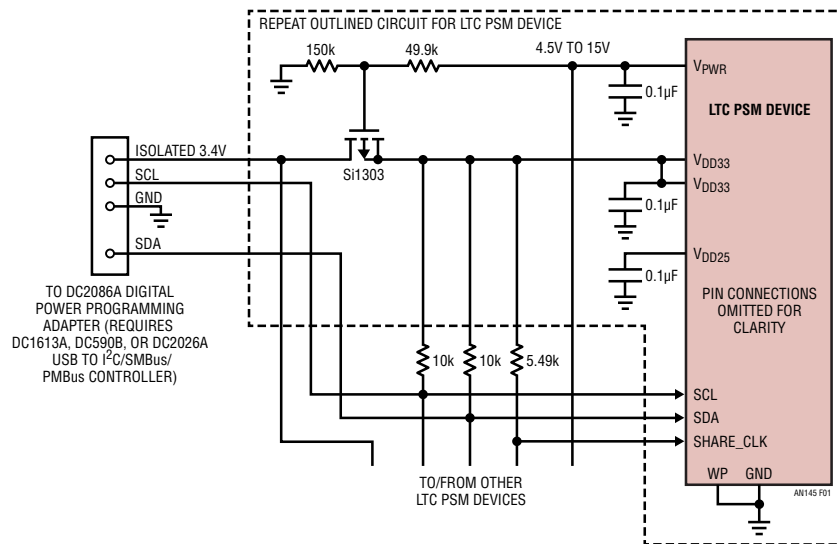 REPEAT OUTLINED CIRCUIT FOR LTC PSM DEVICE
150k
49.9k
4.5V TO 15V
VPWR
0.1µF
LTC PSM DEVICE
ISOLATED 3.4V
SCL
GND
SDA
Si1303
VDD33
VDD33
0.1µF
VDD25
0.1µF
PIN CONNECTIONS
OMITTED FOR
CLARITY
TO DC2086A DIGITAL
POWER PROGRAMMING
ADAPTER (REQUIRES
DC1613A, DC590B, OR DC2026A
USB TO I2C/SMBus/
PMBus CONTROLLER)
10k
10k
5.49k
SCL
SDA
SHARE_CLK
TO/FROM OTHER
LTC PSM DEVICES
WP
GND
AN145 F01